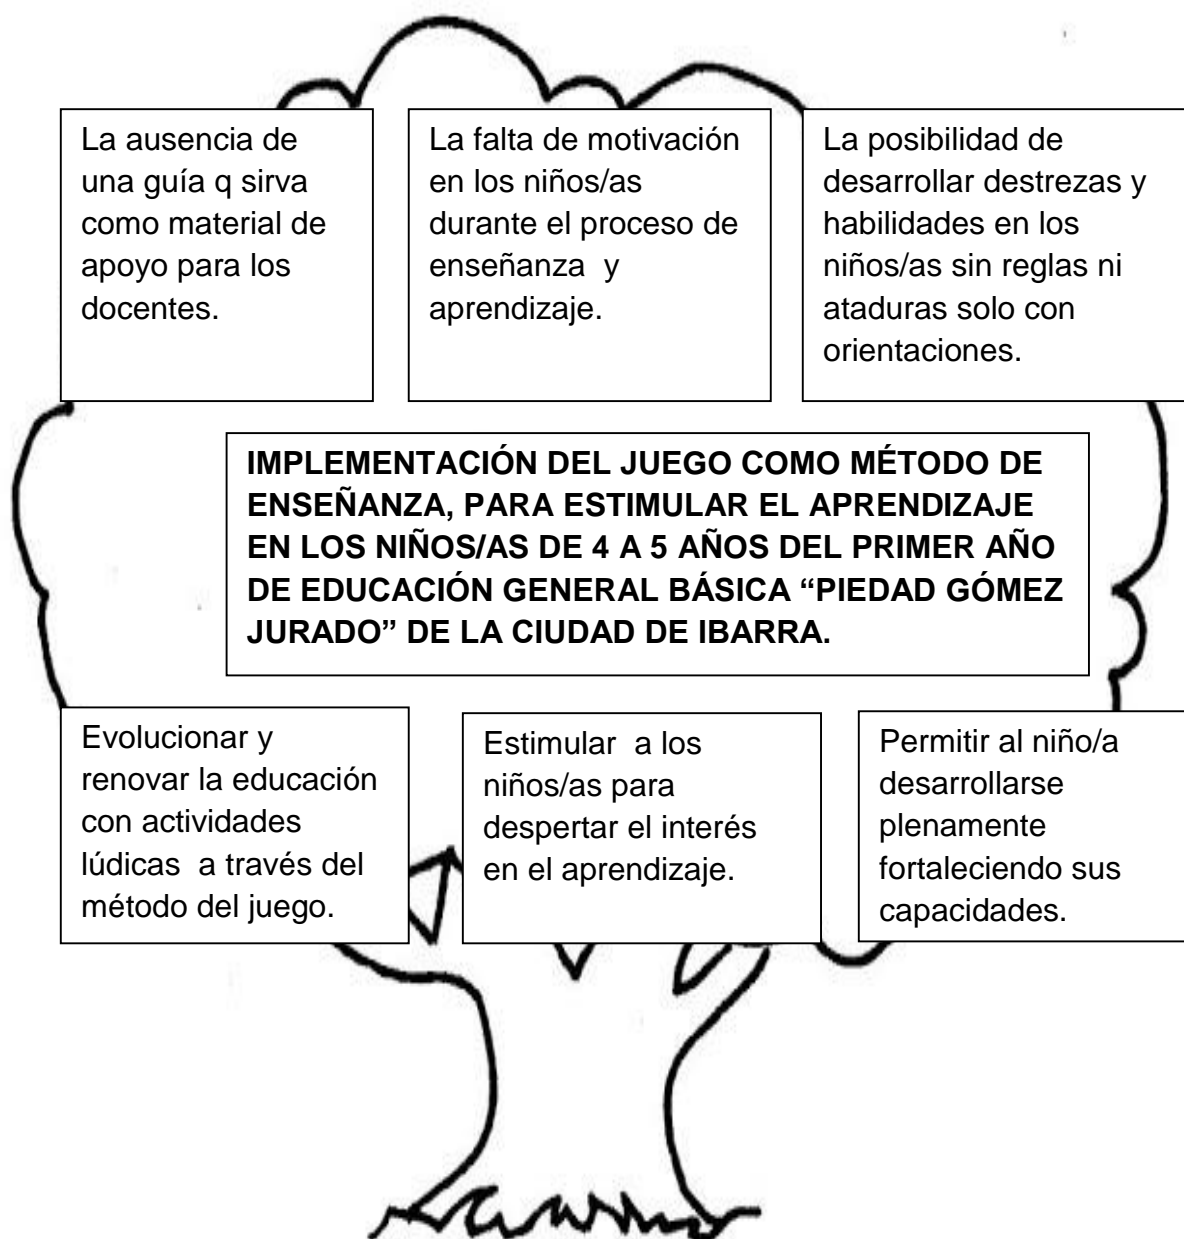 La ausencia de
una guía q sirva
como material de
apoyo para los
docentes.
La falta de motivación
en los niños/as
durante el proceso de
enseñanza  y
aprendizaje.
La posibilidad de
desarrollar destrezas y
habilidades en los
niños/as sin reglas ni
ataduras solo con
orientaciones.
IMPLEMENTACIÓN DEL JUEGO COMO MÉTODO DE
ENSEÑANZA, PARA ESTIMULAR EL APRENDIZAJE
EN LOS NIÑOS/AS DE 4 A 5 AÑOS DEL PRIMER AÑO
DE EDUCACIÓN GENERAL BÁSICA “PIEDAD GÓMEZ
JURADO” DE LA CIUDAD DE IBARRA.
Evolucionar y
renovar la educación
con actividades
lúdicas  a través del
método del juego.
Estimular  a los
niños/as para
despertar el interés
en el aprendizaje.
Permitir al niño/a
desarrollarse
plenamente
fortaleciendo sus
capacidades.